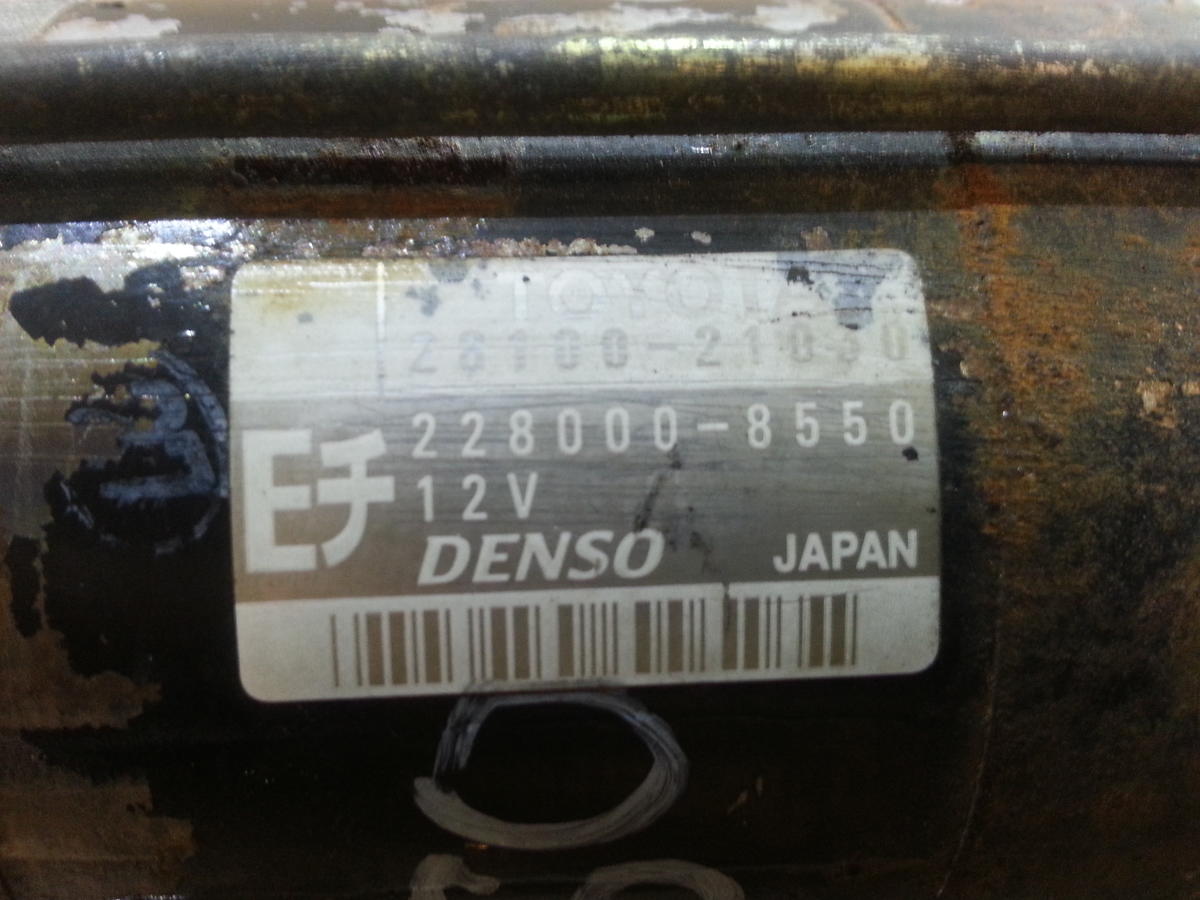 TOYOTA
28100-21030
228000-8550
Eチ
12V
DENSO
JAPAN